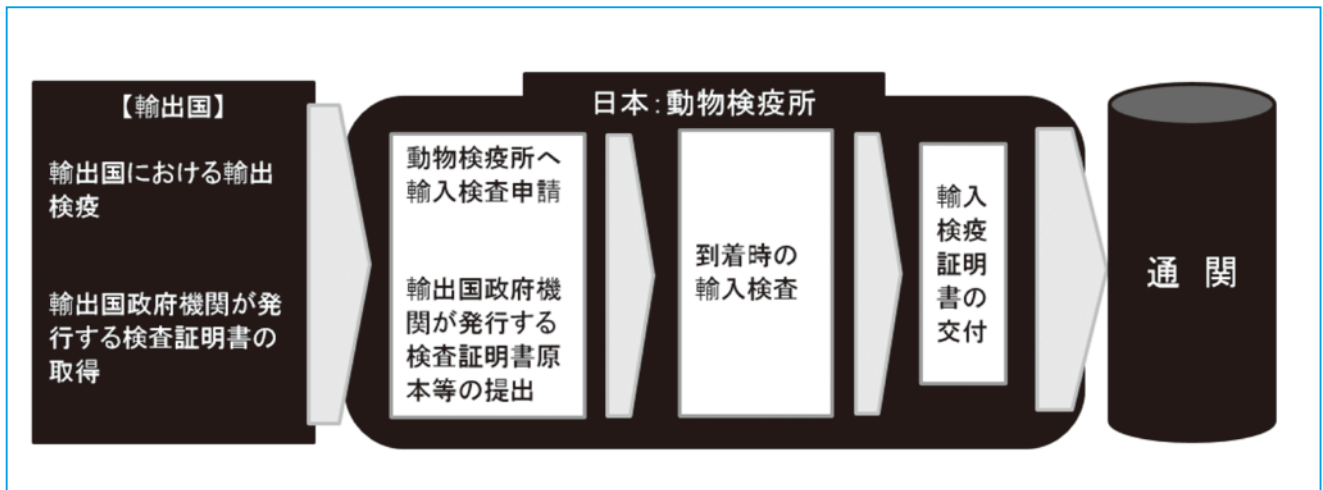 【輸出国】
輸出国における輸出
検疫
輸出国政府機関が発
行する検査証明書の
取得
日本:動物検疫所
動物検疫所へ
輸入検査申請
輸出国政府機
関が発行する
検査証明書原
本等の提出
到着時の
輸入検査
輸入
検疫
証明
書の
交付
通 関